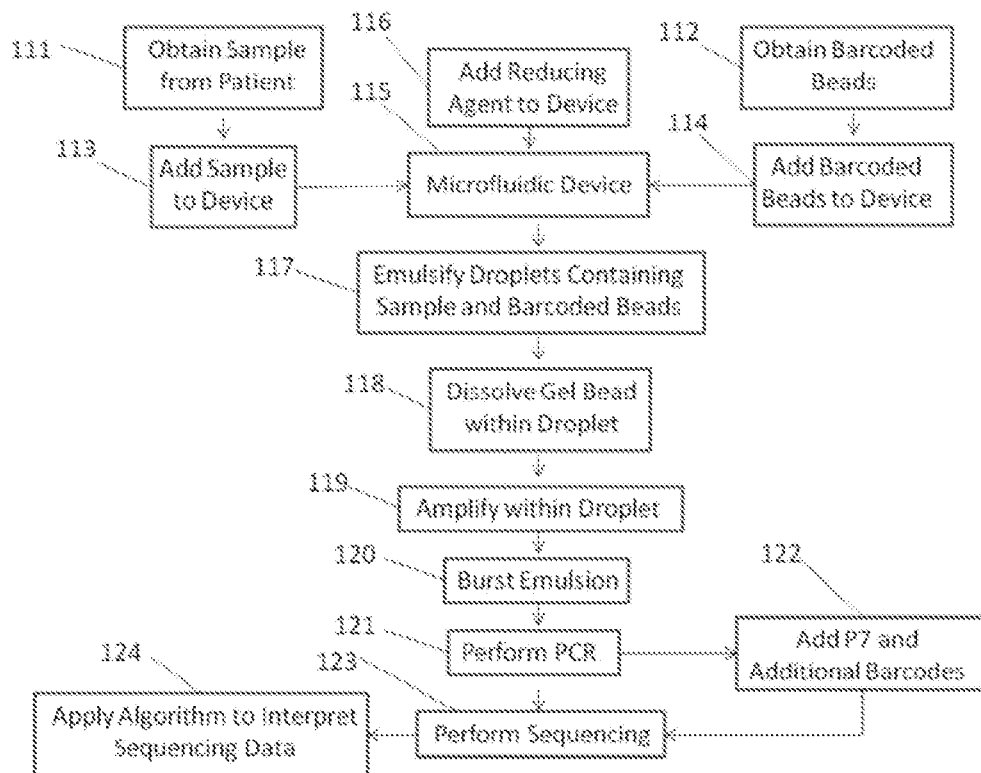 111
Obtain Sample
from Patient
116
Add Reducing
Agent to Device
112
Obtain Barcoded
Beads
113
Add Sample
to Device
115
Microfluidic Device
114
Add Barcoded
Beads to Device
117
Emulsify Droplets Containing
Sample and Barcoded Beads
118
Dissolve Gel Bead
within Droplet
119
Amplify within Droplet
120
Burst Emulsion
121
Perform PCR
122
Add P7 and
Additional Barcodes
123
Perform Sequencing
124
Apply Algorithm to Interpret
Sequencing Data